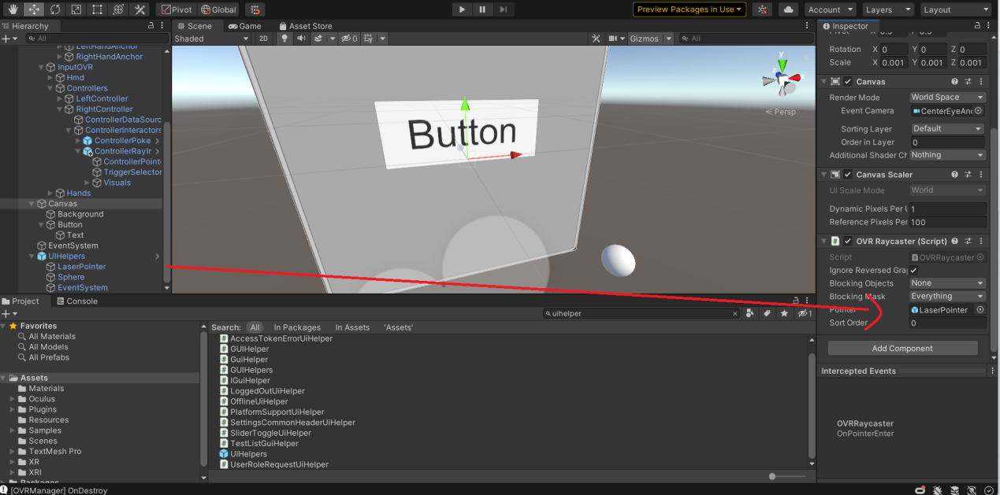 Pivot Global Preview Packages in Use Account Layers Layout
Hierarchy
All
LeftHandAnchor
RightHandAnchor
InputOVR
Hmd
Controllers
LeftController
RightController
ControllerDataSourc
ControllerInteractors
ControllerPoke
ControllerRayIr
ControllerPoint
TriggerSelector
Visuals
Hands
Canvas
Background
Button
Text
EventSystem
UIHelpers
LaserPointer
Sphere
EventSystem
Scene Game Asset Store
Shaded 2D 0 Gizmos All
y
x
z
Persp
Button
Inspector
Pivot X 0.5 Y 0.5
Rotation X 0 Y 0 Z 0
Scale X 0.001 Y 0.001 Z 0.001
Canvas
Render Mode World Space
Event Camera CenterEyeAnc
Sorting Layer Default
Order in Layer 0
Additional Shader Ch Nothing
Canvas Scaler
UI Scale Mode World
Dynamic Pixels Per U 1
Reference Pixels Per 100
# OVR Raycaster (Script)
Script OVRRaycaster
Ignore Reversed Grap
Blocking Objects None
Blocking Mask Everything
Pointer LaserPointer
Sort Order 0
Add Component
Intercepted Events
OVRRaycaster
OnPointerEnter
Project Console
uihelper 1
Favorites
All Materials
All Models
All Prefabs
Assets
Materials
Oculus
Plugins
Resources
Samples
Scenes
TextMesh Pro
XR
XRI
Packages
Search: All In Packages In Assets 'Assets'
AccessTokenErrorUiHelper
GUIHelper
GuiHelper
GUIHelpers
IGuiHelper
LoggedOutUiHelper
OfflineUiHelper
PlatformSupportUiHelper
SettingsCommonHeaderUiHelper
SliderToggleUiHelper
TestListGuiHelper
UIHelpers
UserRoleRequestUiHelper
[OVRManager] OnDestroy